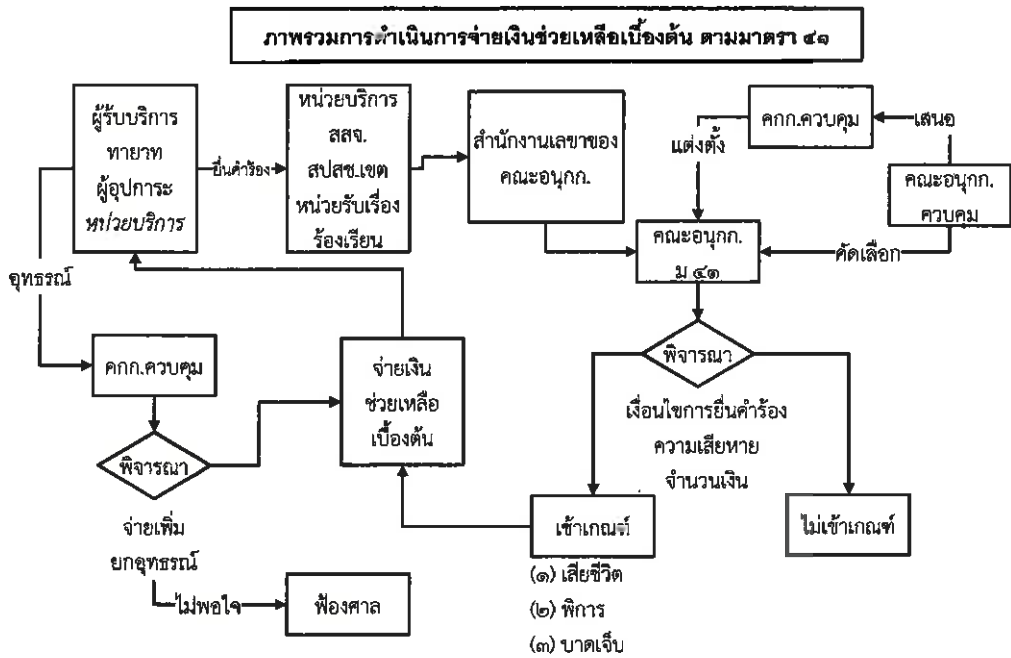 ภาพรวมการดำเนินการจ่ายเงินช่วยเหลือเบื้องต้น ตามมาตรา ๔๑
ผู้รับบริการ
ทายาท
ผู้อุปการะ
หน่วยบริการ
ยื่นคำร้อง
หน่วยบริการ
สสจ.
สปสช.เขต
หน่วยรับเรื่อง
ร้องเรียน
สำนักงานเลขาของ
คณะอนุกก.
แต่งตั้ง
คกก.ควบคุม
เสนอ
คณะอนุกก.
ควบคุม
คัดเลือก
คณะอนุกก.
ม ๔๑
อุทธรณ์
คกก.ควบคุม
พิจารณา
จ่ายเพิ่ม
ยกอุทธรณ์
ไม่พอใจ
ฟ้องศาล
จ่ายเงิน
ช่วยเหลือ
เบื้องต้น
พิจารณา
เงื่อนไขการยื่นคำร้อง
ความเสียหาย
จำนวนเงิน
เข้าเกณฑ์
ไม่เข้าเกณฑ์
(๑) เสียชีวิต
(๒) พิการ
(๓) บาดเจ็บ